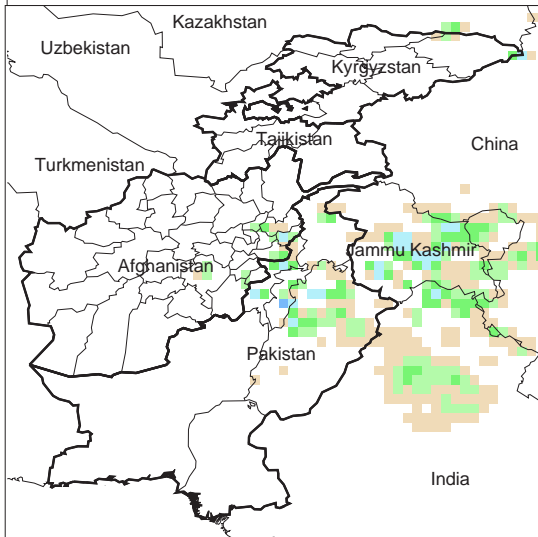 Kazakhstan
Uzbekistan
Kyrgyzstan
Tajikistan
China
Turkmenistan
Jammu Kashmir
Afghanistan
Pakistan
India